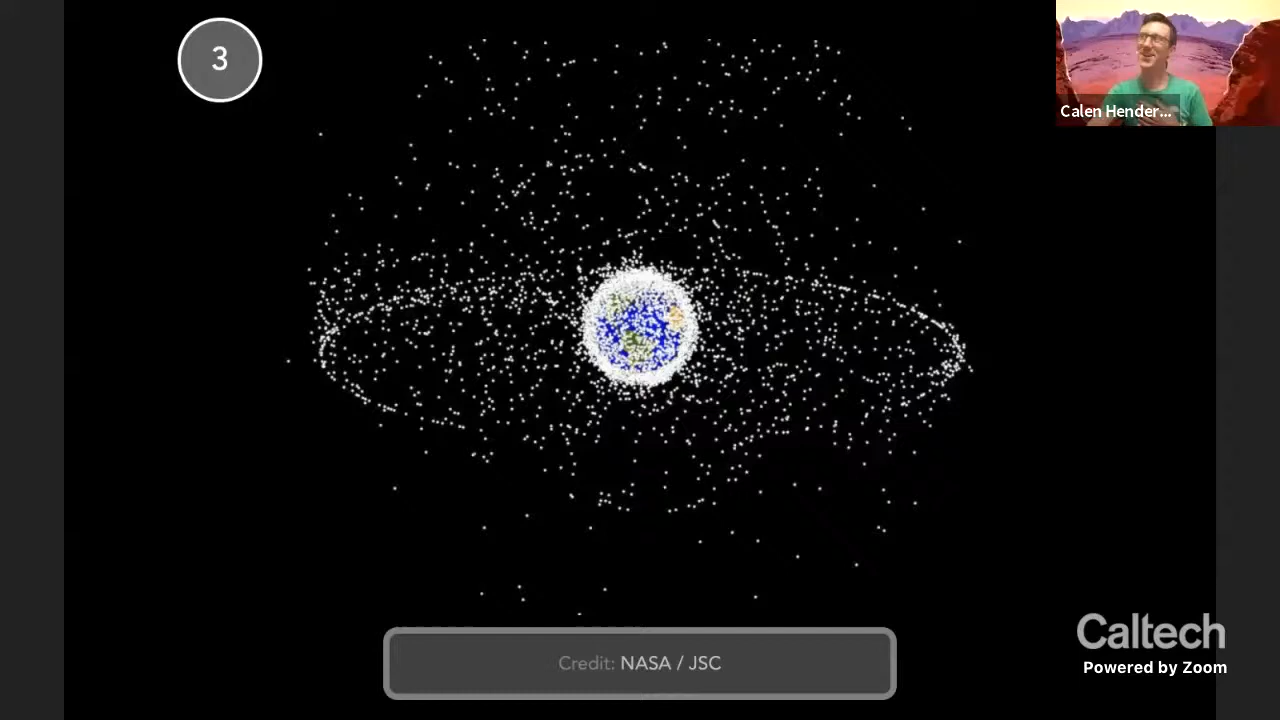 3
Calen Hender...
Credit: NASA / JSC
Caltech
Powered by Zoom